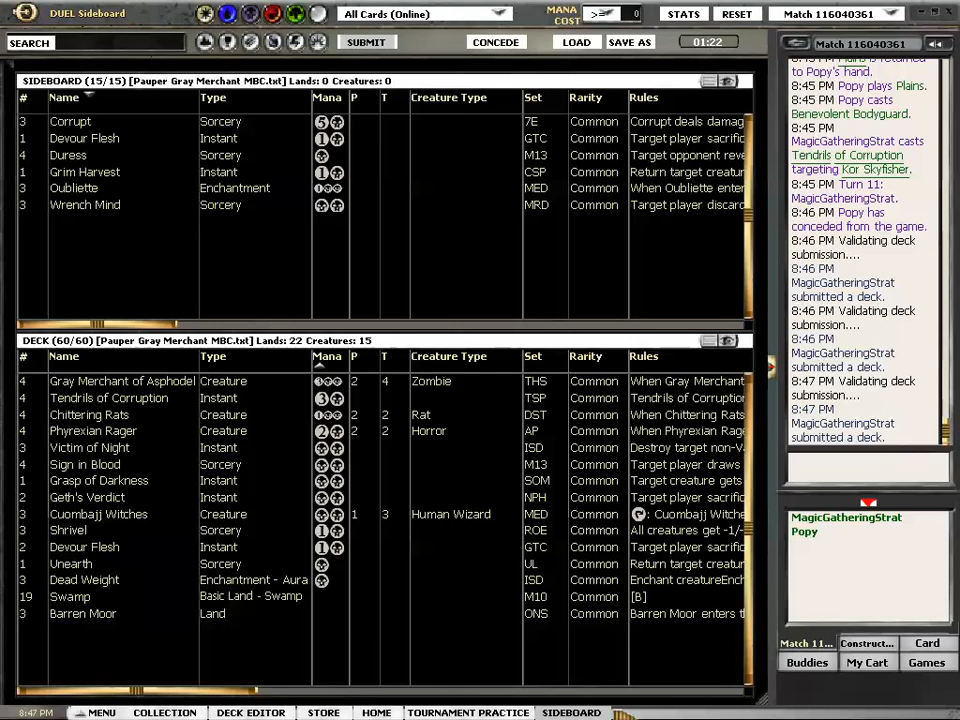 DUEL Sideboard
All Cards (Online)
MANA COST
0
STATS
RESET
Match 116040361
SEARCH
SUBMIT
CONCEDE
LOAD
SAVE AS
01:22
Match 116040361
SIDEBOARD (15/15) [Pauper Gray Merchant MBC.txt] Lands: 0 Creatures: 0
# Name Type Mana P T Creature Type Set Rarity Rules
3 Corrupt Sorcery 5 7E Common Corrupt deals damag
1 Devour Flesh Instant 1 GTC Common Target player sacrific
4 Duress Sorcery M13 Common Target opponent reve
1 Grim Harvest Instant 1 CSP Common Return target creatur
3 Oubliette Enchantment 1 MED Common When Oubliette enter
3 Wrench Mind Sorcery MRD Common Target player discard
DECK (60/60) [Pauper Gray Merchant MBC.txt] Lands: 22 Creatures: 15
# Name Type Mana P T Creature Type Set Rarity Rules
4 Gray Merchant of Asphodel Creature 3 2 4 Zombie THS Common When Gray Merchant
4 Tendrils of Corruption Instant 3 TSP Common Tendrils of Corruptio
4 Chittering Rats Creature 1 2 2 Rat DST Common When Chittering Rats
4 Phyrexian Rager Creature 2 2 2 Horror AP Common When Phyrexian Rage
3 Victim of Night Instant ISD Common Destroy target non-V
4 Sign in Blood Sorcery M13 Common Target player draws
1 Grasp of Darkness Instant SOM Common Target creature gets
2 Geth's Verdict Instant NPH Common Target player sacrific
3 Cuombajj Witches Creature 1 3 Human Wizard MED Common : Cuombajj Witche
3 Shrivel Sorcery 1 ROE Common All creatures get -1/-
2 Devour Flesh Instant 1 GTC Common Target player sacrific
1 Unearth Sorcery UL Common Return target creatur
3 Dead Weight Enchantment - Aura ISD Common Enchant creatureEnch
19 Swamp Basic Land - Swamp M10 Common [B]
3 Barren Moor Land ONS Common Barren Moor enters th
to Popy's hand.
8:45 PM Popy plays Plains.
8:45 PM Popy casts
Benevolent Bodyguard.
8:45 PM
MagicGatheringStrat casts
Tendrils of Corruption
targeting Kor Skyfisher.
8:45 PM Turn 11:
MagicGatheringStrat.
8:46 PM Popy has
conceded from the game.
8:46 PM Validating deck
submission....
8:46 PM
MagicGatheringStrat
submitted a deck.
8:46 PM Validating deck
submission....
8:46 PM
MagicGatheringStrat
submitted a deck.
8:47 PM Validating deck
submission....
8:47 PM
MagicGatheringStrat
submitted a deck.
MagicGatheringStrat
Popy
Match 11... Construct... Card
Buddies My Cart Games
8:47 PM MENU COLLECTION DECK EDITOR STORE HOME TOURNAMENT PRACTICE SIDEBOARD